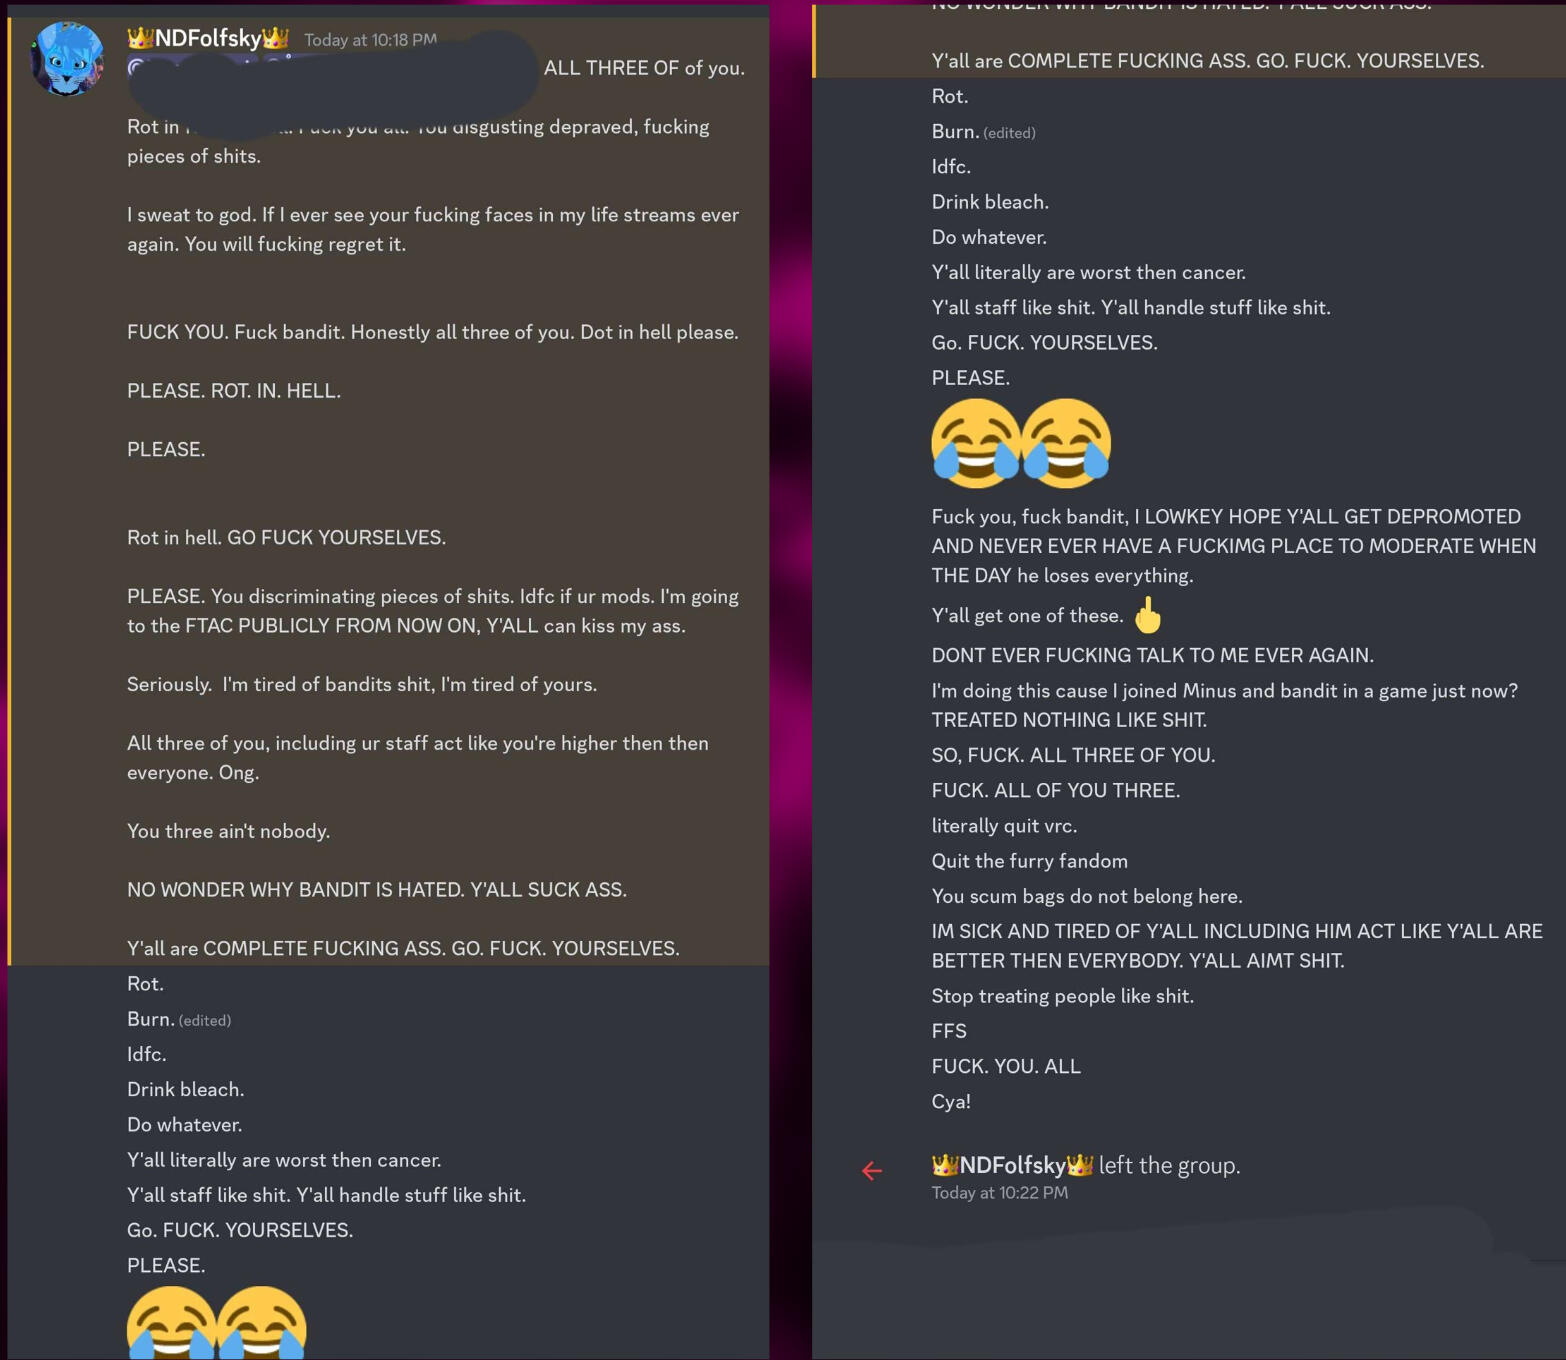 👑NDFolfsky👑 Today at 10:18 PM
ALL THREE OF of you.
Rot in you all. You disgusting depraved, fucking
pieces of shits.
I sweat to god. If I ever see your fucking faces in my life streams ever
again. You will fucking regret it.
FUCK YOU. Fuck bandit. Honestly all three of you. Dot in hell please.
PLEASE. ROT. IN. HELL.
PLEASE.
Rot in hell. GO FUCK YOURSELVES.
PLEASE. You discriminating pieces of shits. Idfc if ur mods. I'm going
to the FTAC PUBLICLY FROM NOW ON, Y'ALL can kiss my ass.
Seriously.  I'm tired of bandits shit, I'm tired of yours.
All three of you, including ur staff act like you're higher then then
everyone. Ong.
You three ain't nobody.
NO WONDER WHY BANDIT IS HATED. Y'ALL SUCK ASS.
Y'all are COMPLETE FUCKING ASS. GO. FUCK. YOURSELVES.
Rot.
Burn. (edited)
Idfc.
Drink bleach.
Do whatever.
Y'all literally are worst then cancer.
Y'all staff like shit. Y'all handle stuff like shit.
Go. FUCK. YOURSELVES.
PLEASE.
😂😂
NO WONDER WHY BANDIT IS HATED. Y'ALL SUCK ASS.
Y'all are COMPLETE FUCKING ASS. GO. FUCK. YOURSELVES.
Rot.
Burn. (edited)
Idfc.
Drink bleach.
Do whatever.
Y'all literally are worst then cancer.
Y'all staff like shit. Y'all handle stuff like shit.
Go. FUCK. YOURSELVES.
PLEASE.
😂😂
Fuck you, fuck bandit, I LOWKEY HOPE Y'ALL GET DEPROMOTED
AND NEVER EVER HAVE A FUCKIMG PLACE TO MODERATE WHEN
THE DAY he loses everything.
Y'all get one of these. 🖕
DONT EVER FUCKING TALK TO ME EVER AGAIN.
I'm doing this cause I joined Minus and bandit in a game just now?
TREATED NOTHING LIKE SHIT.
SO, FUCK. ALL THREE OF YOU.
FUCK. ALL OF YOU THREE.
literally quit vrc.
Quit the furry fandom
You scum bags do not belong here.
IM SICK AND TIRED OF Y'ALL INCLUDING HIM ACT LIKE Y'ALL ARE
BETTER THEN EVERYBODY. Y'ALL AIMT SHIT.
Stop treating people like shit.
FFS
FUCK. YOU. ALL
Cya!
👑NDFolfsky👑 left the group.
Today at 10:22 PM